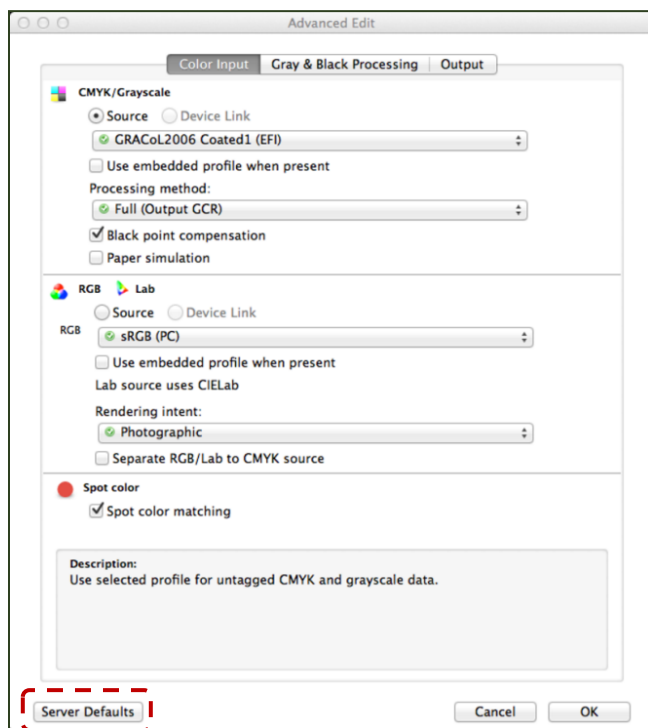 Advanced Edit
Color Input Gray & Black Processing Output
CMYK/Grayscale
Source Device Link
GRACoL2006 Coated1 (EFI)
Use embedded profile when present
Processing method:
Full (Output GCR)
Black point compensation
Paper simulation
RGB Lab
Source Device Link
RGB sRGB (PC)
Use embedded profile when present
Lab source uses CIELab
Rendering intent:
Photographic
Separate RGB/Lab to CMYK source
Spot color
Spot color matching
Description:
Use selected profile for untagged CMYK and grayscale data.
Server Defaults Cancel OK